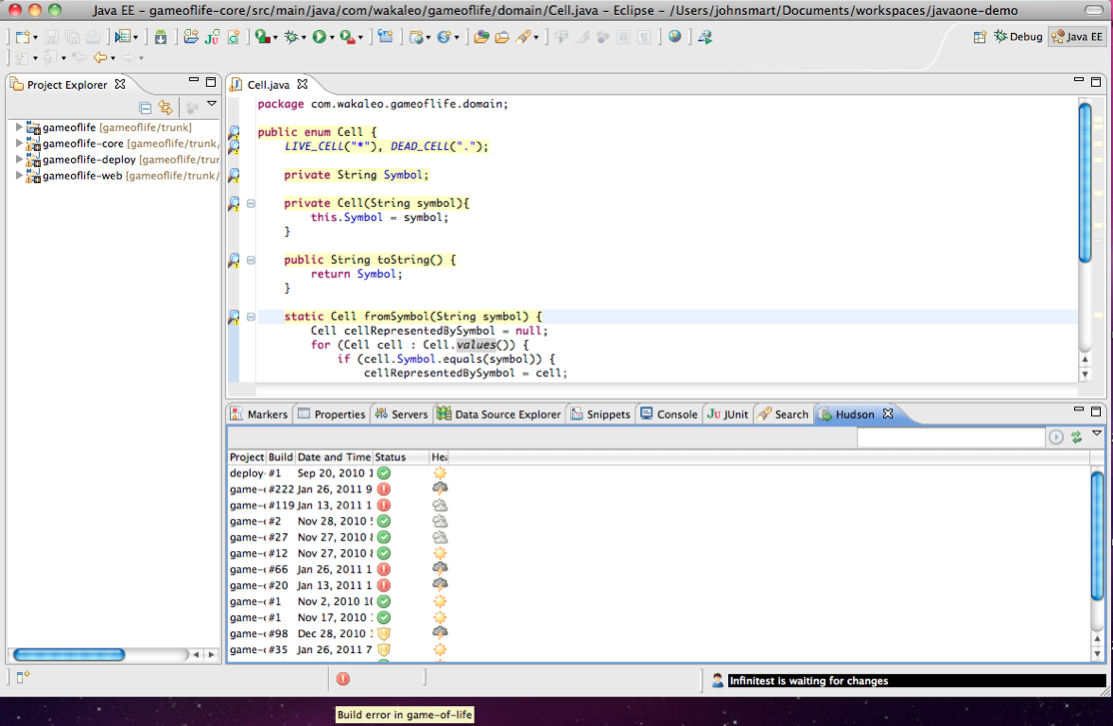 Java EE - gameoflife-core/src/main/java/com/wakaleo/gameoflife/domain/Cell.java - Eclipse - /Users/johnsmart/Documents/workspaces/javaone-demo
Debug Java EE
Project Explorer
gameoflife [gameoflife/trunk]
gameoflife-core [gameoflife/trunk/
gameoflife-deploy [gameoflife/trun
gameoflife-web [gameoflife/trunk/
Cell.java
package com.wakaleo.gameoflife.domain;
public enum Cell {
LIVE_CELL("*"), DEAD_CELL(".");
private String Symbol;
private Cell(String symbol){
this.Symbol = symbol;
}
public String toString() {
return Symbol;
}
static Cell fromSymbol(String symbol) {
Cell cellRepresentedBySymbol = null;
for (Cell cell : Cell.values()) {
if (cell.Symbol.equals(symbol)) {
cellRepresentedBySymbol = cell;
Markers Properties Servers Data Source Explorer Snippets Console JUnit Search Hudson
Project Build Date and Time Status Hea
deploy- #1 Sep 20, 2010 1
game-o #222 Jan 26, 2011 9
game-o #119 Jan 13, 2011 1
game-o #2 Nov 28, 2010 5
game-o #27 Nov 27, 2010 8
game-o #12 Nov 27, 2010 8
game-o #66 Jan 26, 2011 1
game-o #20 Jan 13, 2011 1
game-o #1 Nov 2, 2010 10
game-o #1 Nov 17, 2010
game-o #98 Dec 28, 2010
game-o #35 Jan 26, 2011 7
Infinitest is waiting for changes
Build error in game-of-life